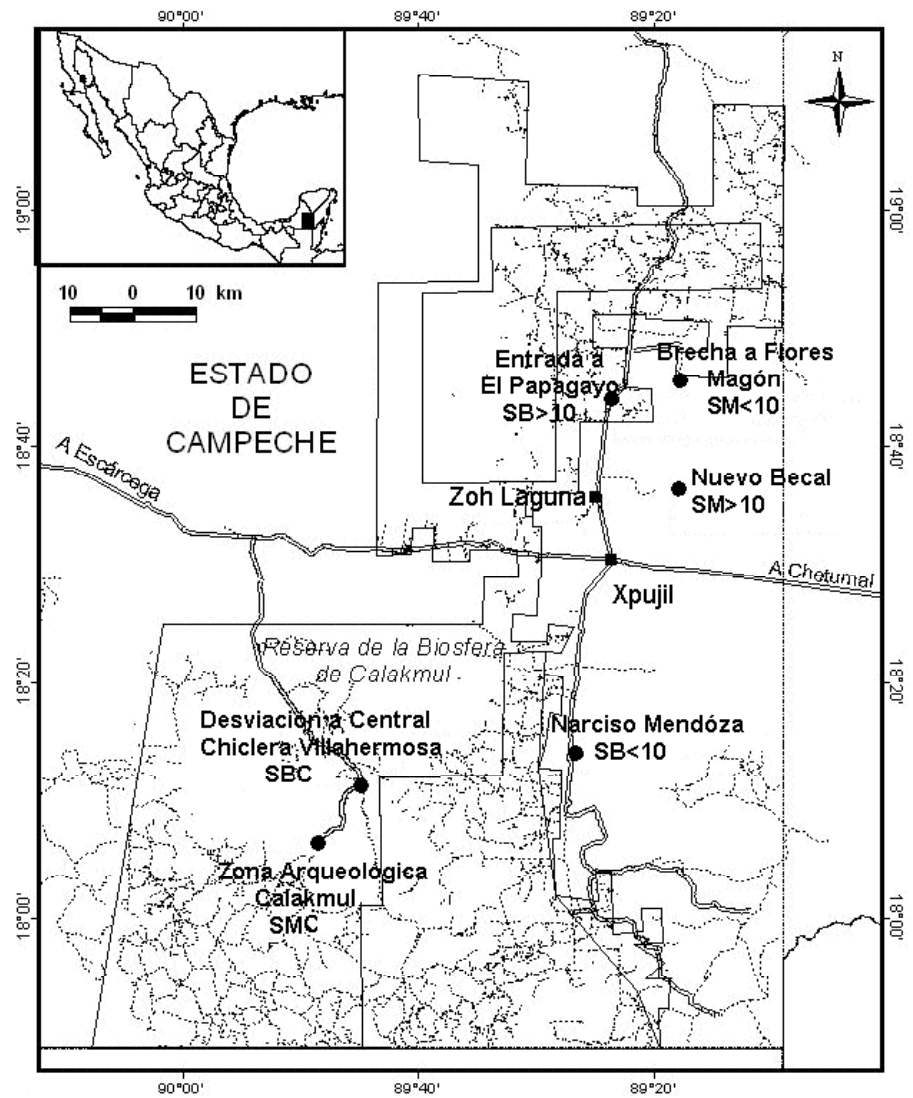 90°00' 89°40' 89°20'
N
19°00' 19°00'
10 0 10 km
ESTADO
DE
CAMPECHE
Entrada a
El Papagayo
SB>10
Brecha a Flores
Magón
SM<10
18°40' 18°40'
A Escárcega
Zoh Laguna
Nuevo Becal
SM>10
A Chetumal
Xpujil
Reserva de la Biosfera
de Calakmul
18°20' 18°20'
Desviación a Central
Chiclera Villahermosa
SBC
Narciso Mendóza
SB<10
Zona Arqueológica
Calakmul
SMC
18°00' 18°00'
90°00' 89°40' 89°20'